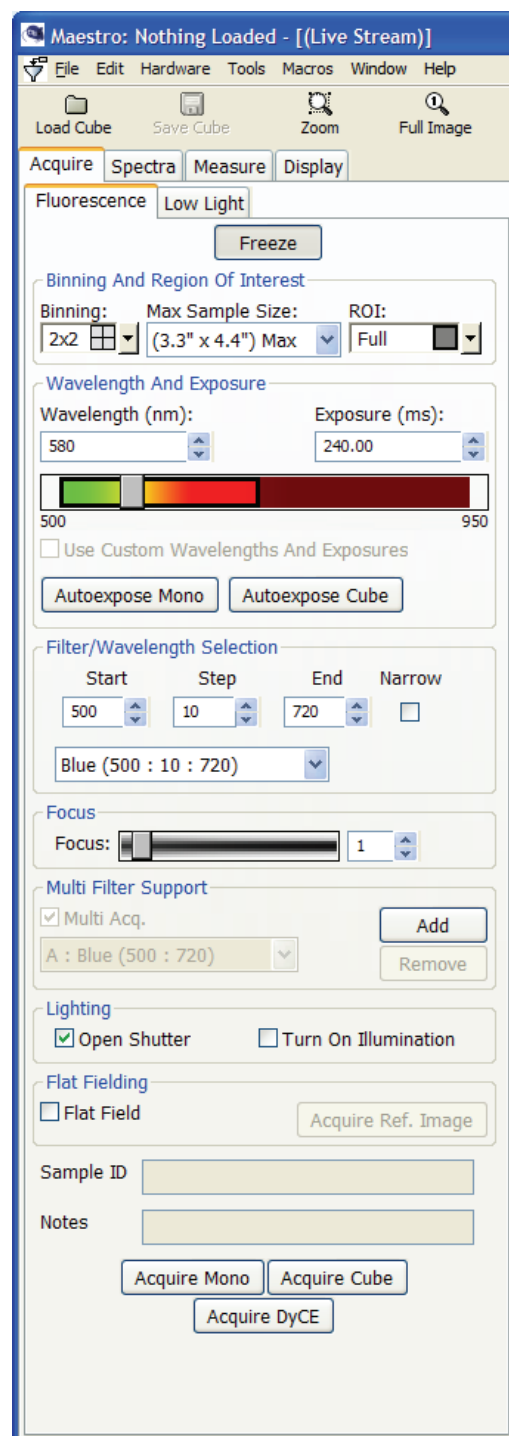 Maestro: Nothing Loaded - [(Live Stream)]
File Edit Hardware Tools Macros Window Help
Load Cube Save Cube Zoom Full Image
Acquire Spectra Measure Display
Fluorescence Low Light
Freeze
Binning And Region Of Interest
Binning: Max Sample Size: ROI:
2x2 (3.3" x 4.4") Max Full
Wavelength And Exposure
Wavelength (nm): Exposure (ms):
580 240.00
500 950
Use Custom Wavelengths And Exposures
Autoexpose Mono Autoexpose Cube
Filter/Wavelength Selection
Start Step End Narrow
500 10 720
Blue (500 : 10 : 720)
Focus
Focus: 1
Multi Filter Support
Multi Acq.
Add
A : Blue (500 : 720)
Remove
Lighting
Open Shutter Turn On Illumination
Flat Fielding
Flat Field
Acquire Ref. Image
Sample ID
Notes
Acquire Mono Acquire Cube
Acquire DyCE